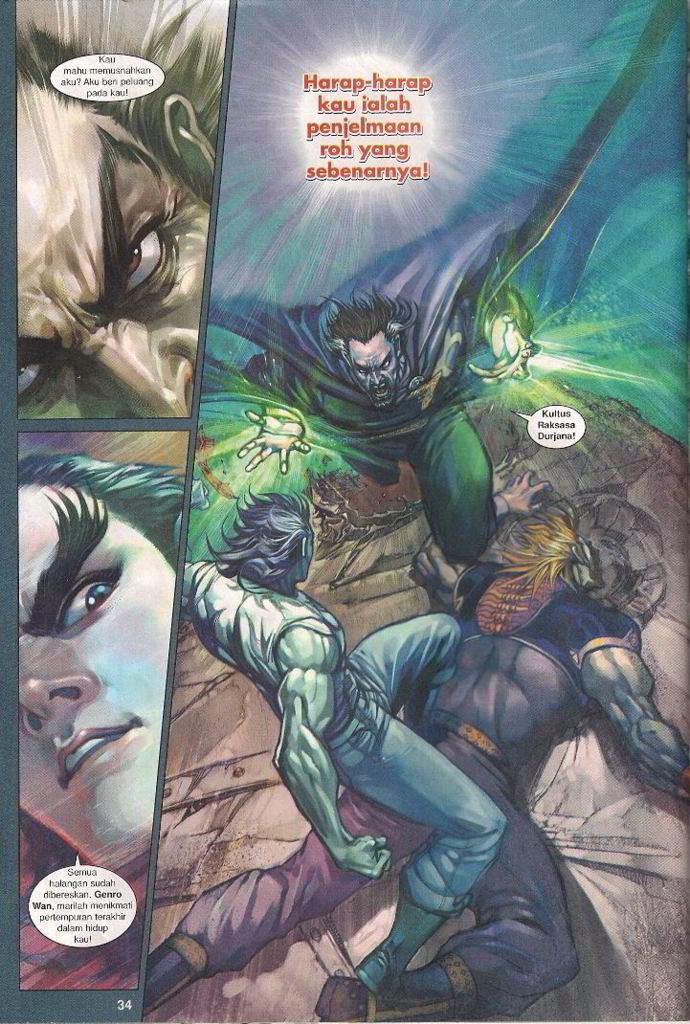 Kau
mahu memusnahkan
aku? Aku beri peluang
pada kau!
Harap-harap
kau ialah
penjelmaan
roh yang
sebenarnya!
Kultus
Raksasa
Durjana!
Semua
halangan sudah
dibereskan. Genro
Wan, marilah menikmati
pertempuran terakhir
dalam hidup
kau!
34